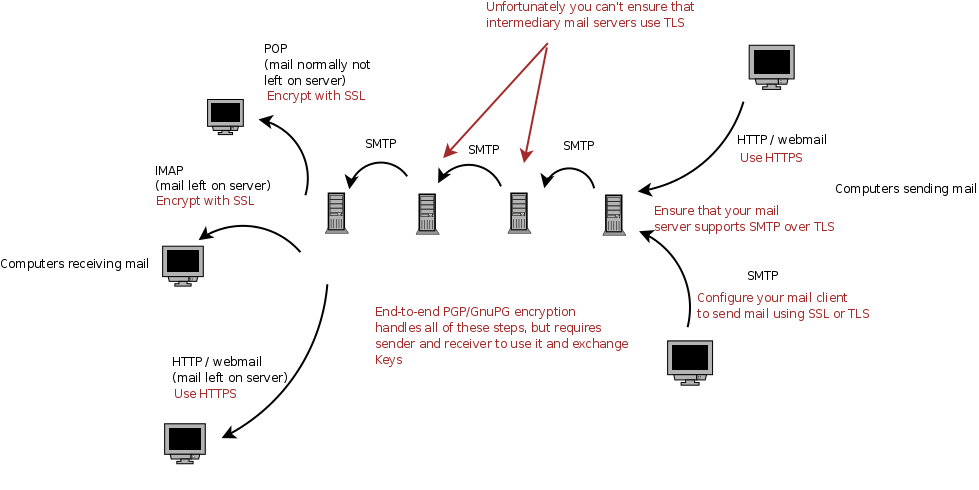 Unfortunately you can't ensure that
intermediary mail servers use TLS
POP
(mail normally not
left on server)
Encrypt with SSL
SMTP
SMTP
SMTP
HTTP / webmail
Use HTTPS
IMAP
(mail left on server)
Encrypt with SSL
Computers sending mail
Ensure that your mail
server supports SMTP over TLS
Computers receiving mail
SMTP
Configure your mail client
to send mail using SSL or TLS
End-to-end PGP/GnuPG encryption
handles all of these steps, but requires
sender and receiver to use it and exchange
Keys
HTTP / webmail
(mail left on server)
Use HTTPS